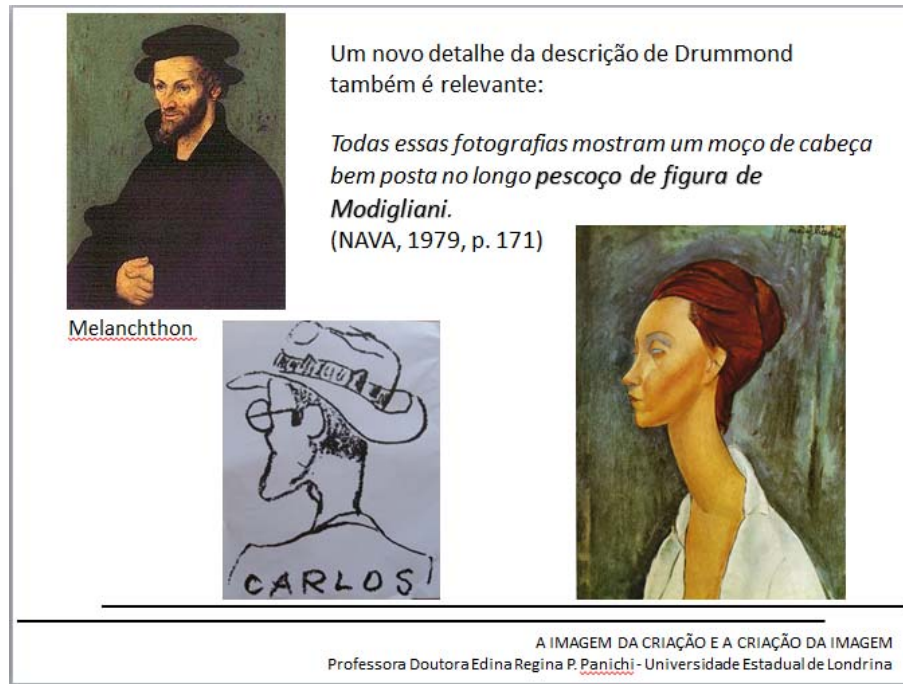 Um novo detalhe da descrição de Drummond
também é relevante:
Todas essas fotografias mostram um moço de cabeça
bem posta no longo pescoço de figura de
Modigliani.
(NAVA, 1979, p. 171)
modigliani
Melanchthon
CARLOS
A IMAGEM DA CRIAÇÃO E A CRIAÇÃO DA IMAGEM
Professora Doutora Edina Regina P. Panichi - Universidade Estadual de Londrina